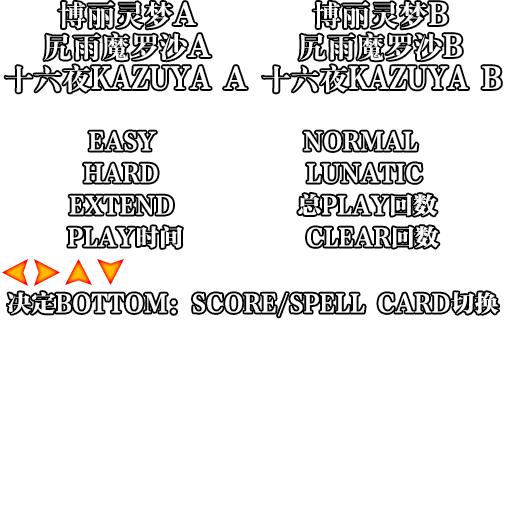 博丽灵梦A 博丽灵梦B
尻雨魔罗沙A 尻雨魔罗沙B
十六夜KAZUYA A 十六夜KAZUYA B
EASY NORMAL
HARD LUNATIC
EXTEND 总PLAY回数
PLAY时间 CLEAR回数
决定BOTTOM: SCORE/SPELL CARD切换